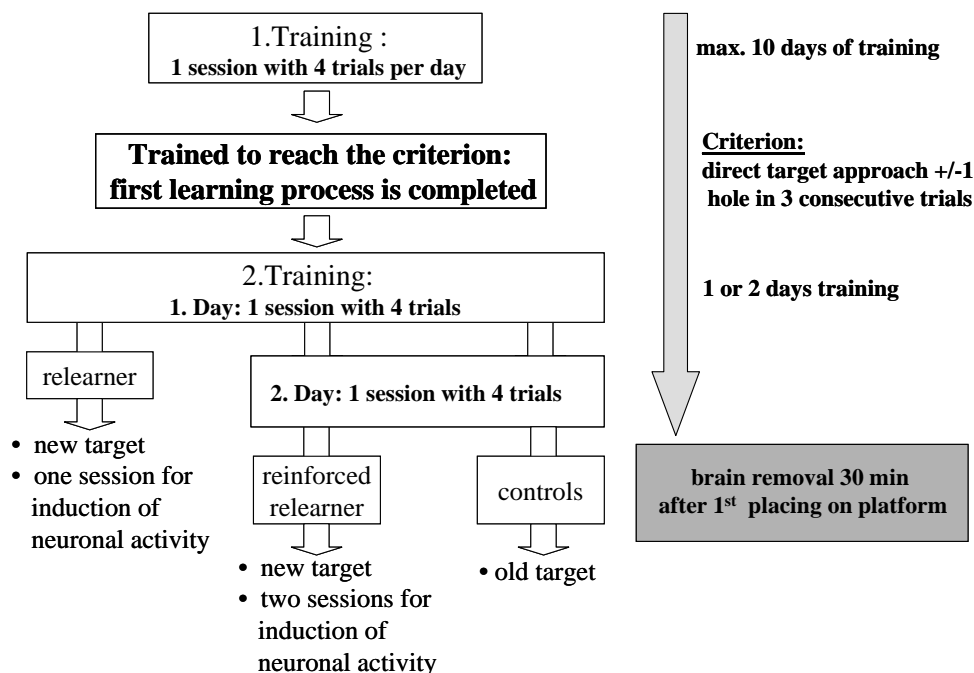 1.Training :
1 session with 4 trials per day
Trained to reach the criterion:
first learning process is completed
2.Training:
1. Day: 1 session with 4 trials
relearner
• new target
• one session for
induction of
neuronal activity
2. Day: 1 session with 4 trials
reinforced
relearner
• new target
• two sessions for
induction of
neuronal activity
controls
• old target
max. 10 days of training
Criterion:
direct target approach +/-1
hole in 3 consecutive trials
1 or 2 days training
brain removal 30 min
after 1st placing on platform